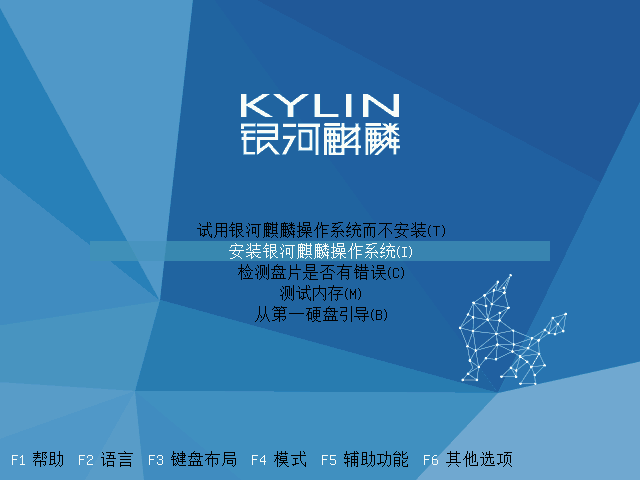 KYLIN
银河麒麟
试用银河麒麟操作系统而不安装(T)
安装银河麒麟操作系统(I)
检测盘片是否有错误(C)
测试内存(M)
从第一硬盘引导(B)
F1 帮助 F2 语言 F3 键盘布局 F4 模式 F5 辅助功能 F6 其他选项